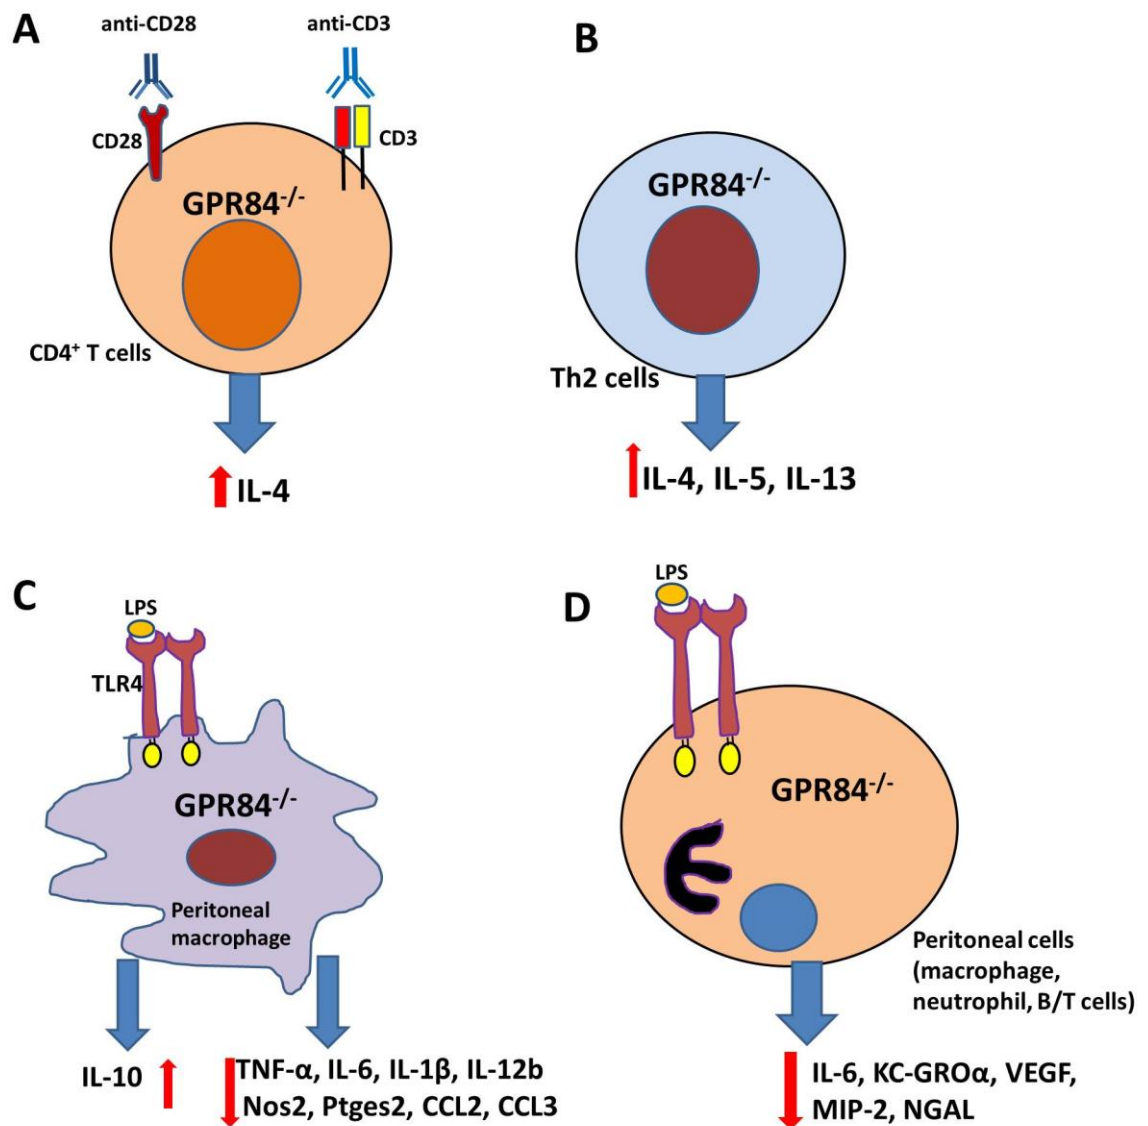 A
anti-CD28
anti-CD3
CD28
CD3
GPR84-/-
CD4+ T cells
IL-4
B
GPR84-/-
Th2 cells
IL-4, IL-5, IL-13
C
LPS
TLR4
GPR84-/-
Peritoneal
macrophage
IL-10
TNF-α, IL-6, IL-1β, IL-12b
Nos2, Ptges2, CCL2, CCL3
D
LPS
GPR84-/-
Peritoneal cells
(macrophage,
neutrophil, B/T cells)
IL-6, KC-GROα, VEGF,
MIP-2, NGAL